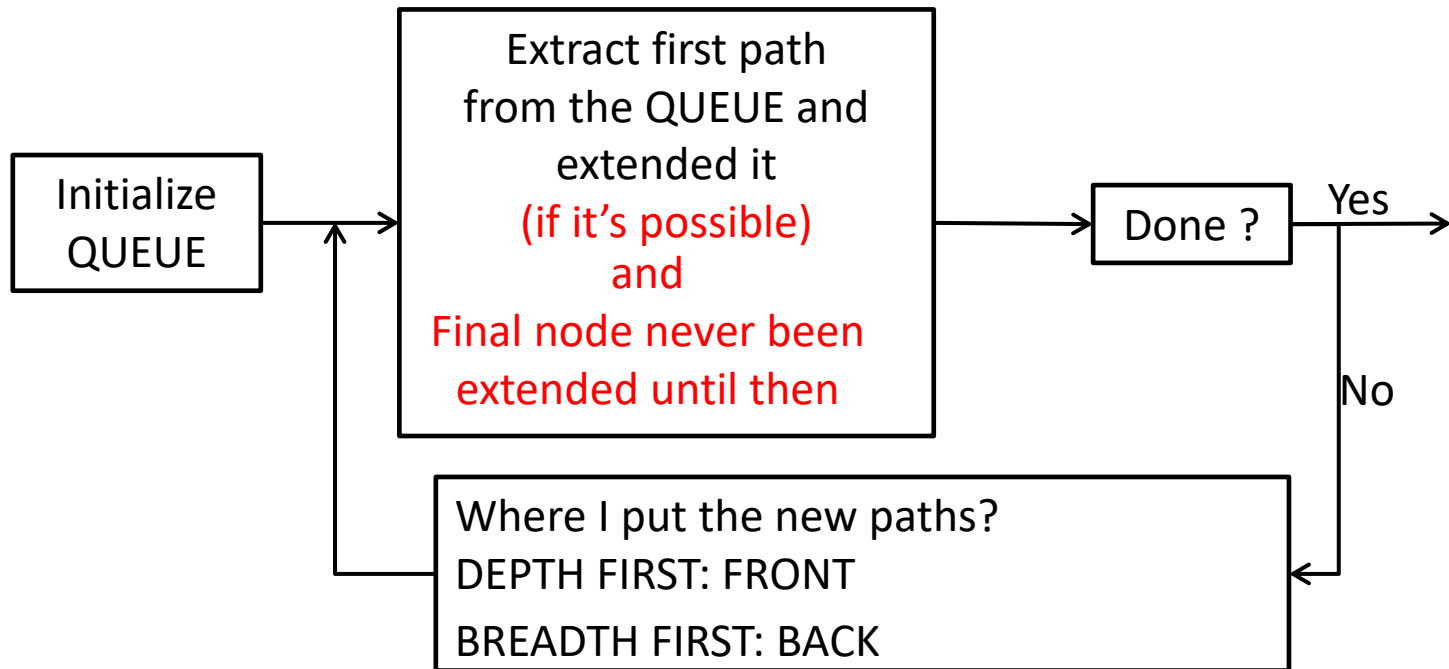 Initialize
QUEUE
Extract first path
from the QUEUE and
extended it
(if it’s possible)
and
Final node never been
extended until then
Done ?
Yes
No
Where I put the new paths?
DEPTH FIRST: FRONT
BREADTH FIRST: BACK